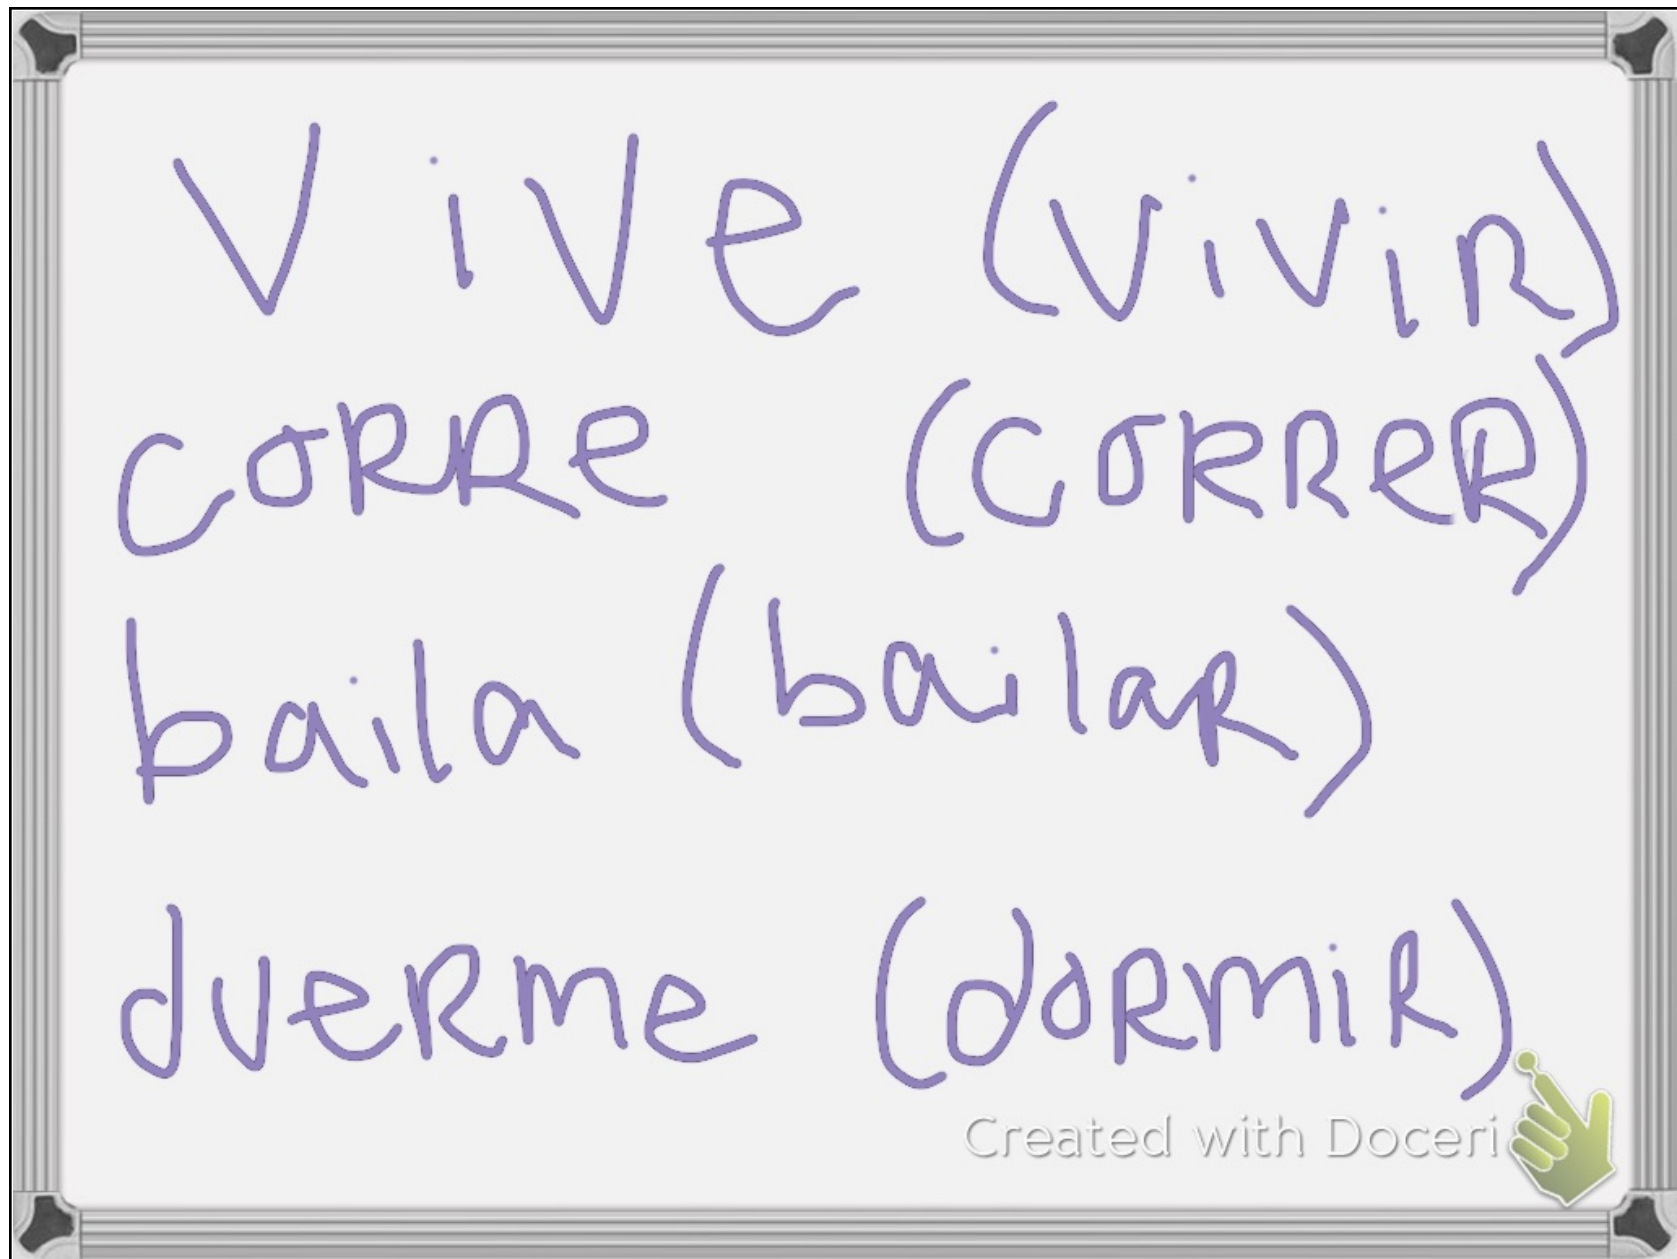 vive (vivir)
corre (correr)
baila (bailar)
duerme (dormir)
Created with Doceri